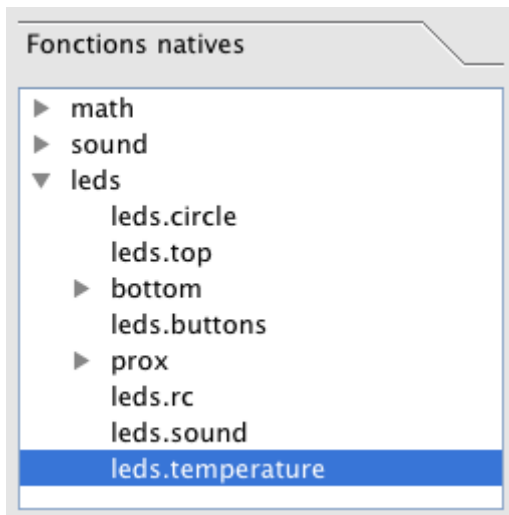 Fonctions natives
math
sound
leds
leds.circle
leds.top
bottom
leds.buttons
prox
leds.rc
leds.sound
leds.temperature